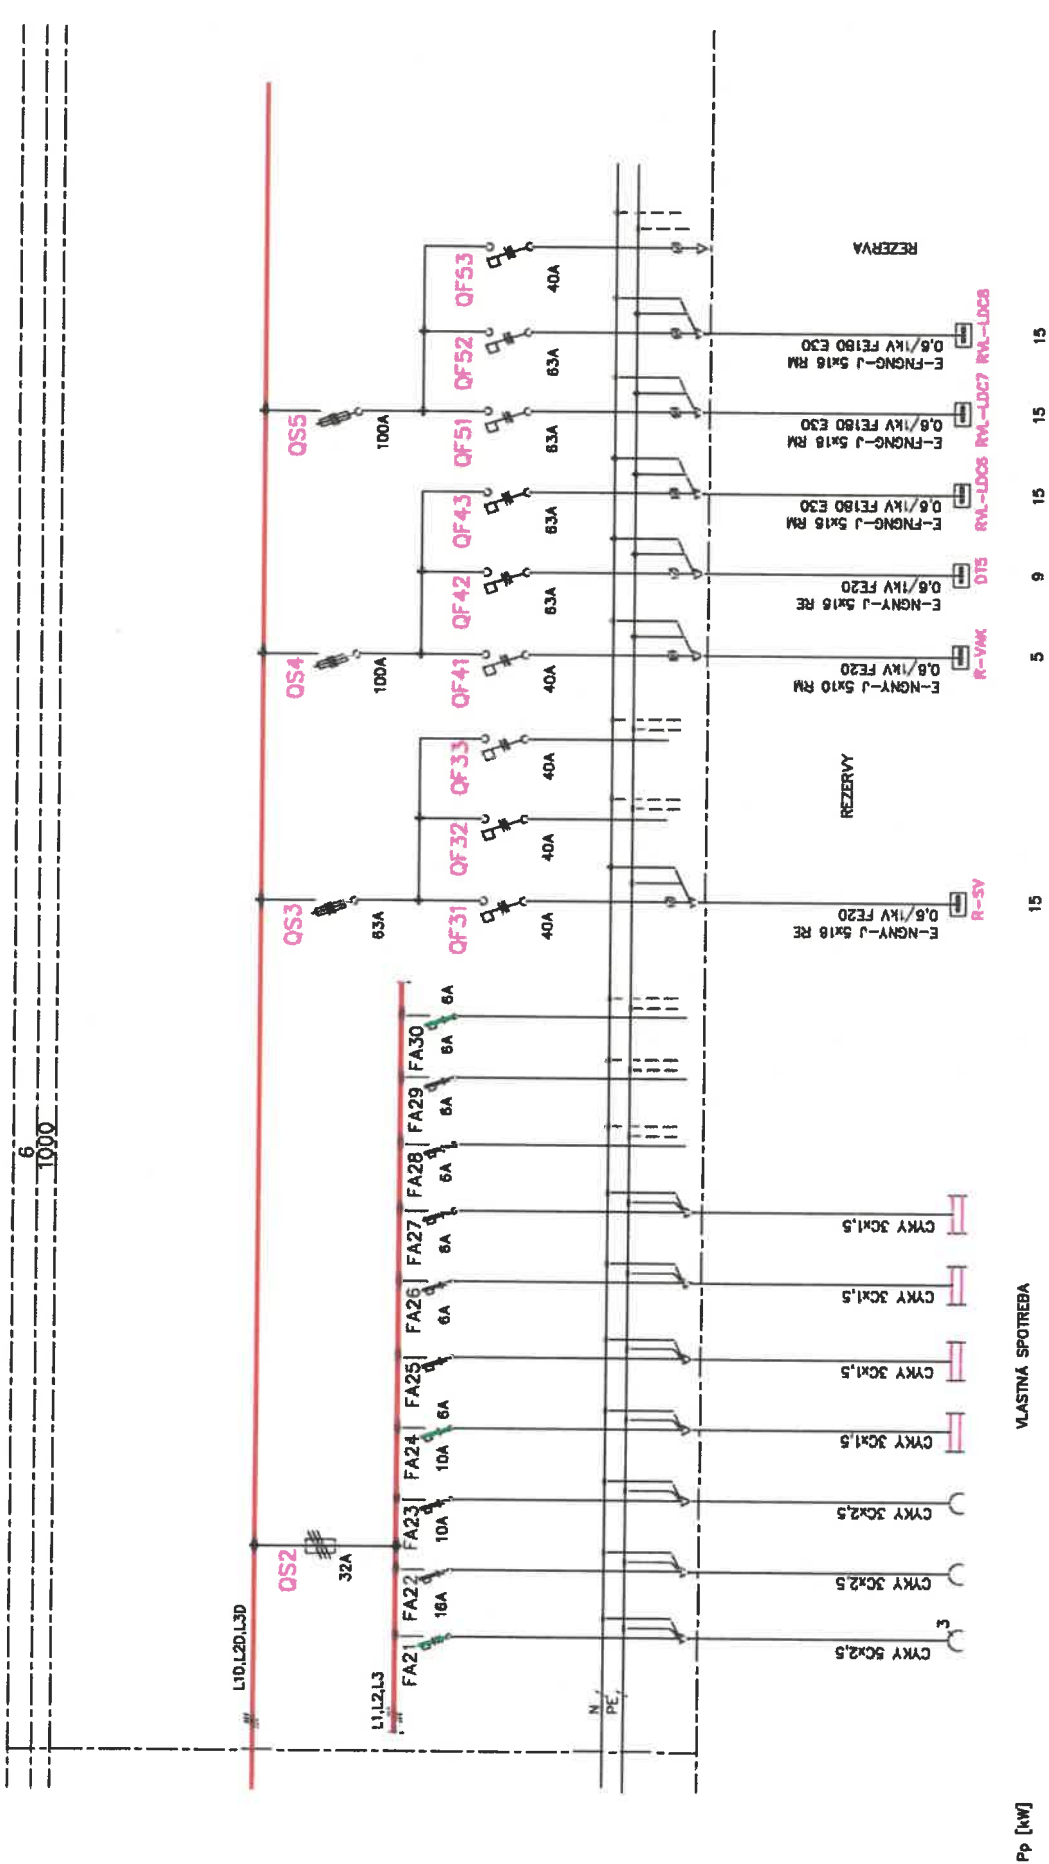 6
1000
L1D,L2D,L3D
QS2
32A
QS3
63A
QS4
100A
QS5
100A
L1,L2,L3
FA21
16A
FA22
10A
FA23
10A
FA24
6A
FA25
6A
FA26
6A
FA27
6A
FA28
6A
FA29
6A
FA30
6A
QF31
40A
QF32
40A
QF33
40A
QF41
40A
QF42
63A
QF43
63A
QF51
63A
QF52
63A
QF53
40A
N
PE
CYKY 5Cx2,5
3
CYKY 3Cx2,5
CYKY 3Cx2,5
CYKY 3Cx1,5
CYKY 3Cx1,5
CYKY 3Cx1,5
CYKY 3Cx1,5
E-NGNY-J 5x16 RE
0,6/1kV FE20
R-SV
REZERVY
E-NGNY-J 5x10 RM
0,6/1kV FE20
R-VAK
E-NGNY-J 5x16 RE
0,6/1kV FE20
DT5
E-FNGNG-J 5x16 RM
0,6/1kV FE180 E30
RVL-LDC6
E-FNGNG-J 5x16 RM
0,6/1kV FE180 E30
RVL-LDC7
E-FNGNG-J 5x16 RM
0,6/1kV FE180 E30
RVL-LDC8
REZERVA
Pp [kW]
VLASTNÁ SPOTREBA
15
5
9
15
15
15